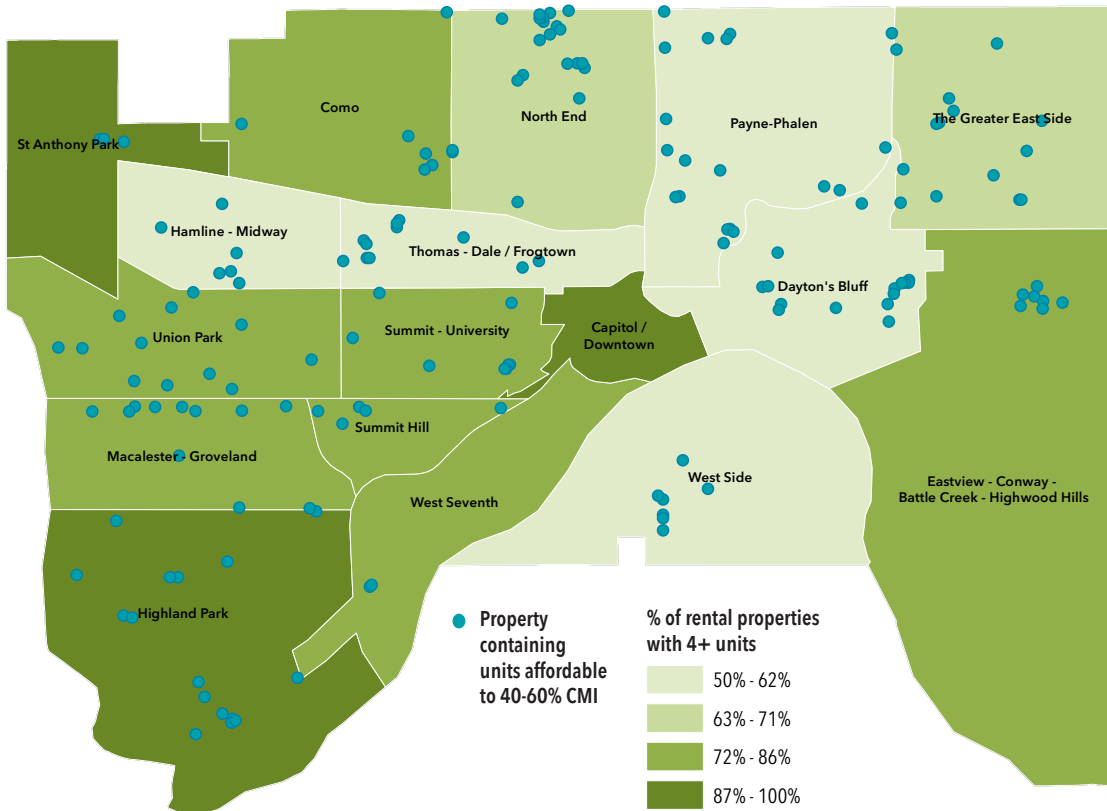 Como
North End
St Anthony Park
Payne-Phalen
The Greater East Side
Hamline - Midway
Thomas - Dale / Frogtown
Dayton's Bluff
Union Park
Summit - University
Capitol /
Downtown
Summit Hill
Macalester - Groveland
West Seventh
West Side
Eastview - Conway -
Battle Creek - Highwood Hills
Highland Park
Property
containing
units affordable
to 40-60% CMI
% of rental properties
with 4+ units
50% - 62%
63% - 71%
72% - 86%
87% - 100%